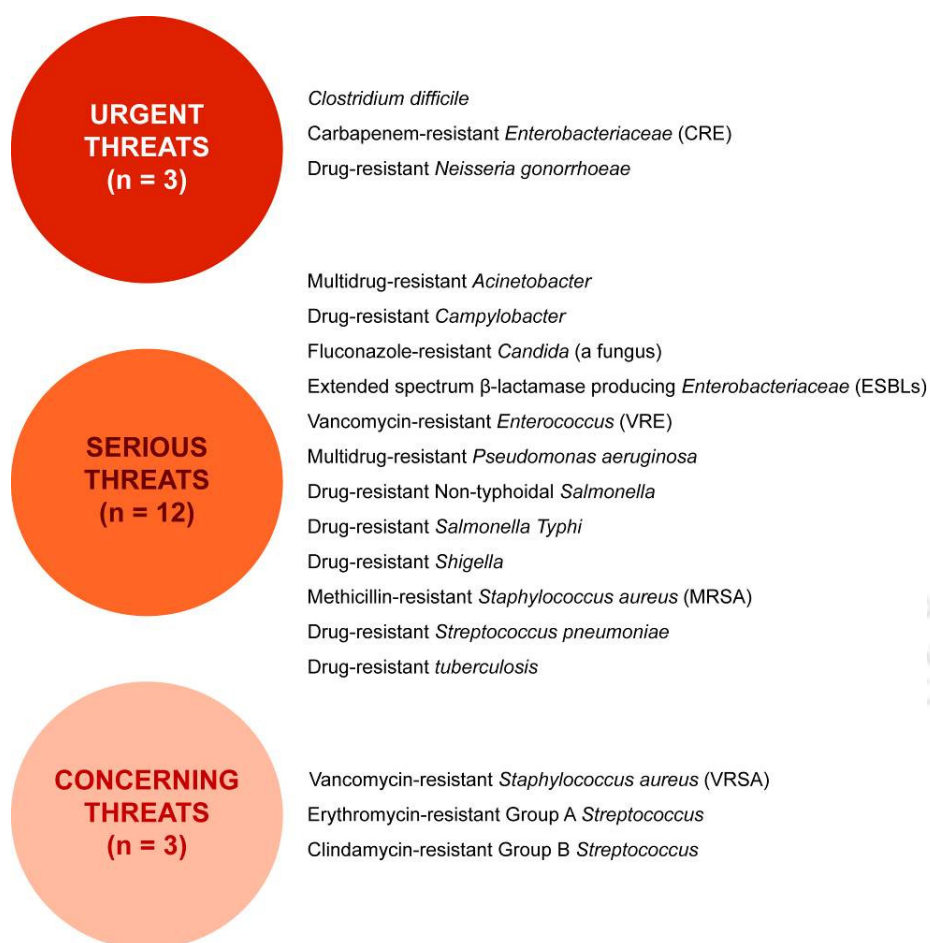 URGENT
THREATS
(n = 3)
Clostridium difficile
Carbapenem-resistant Enterobacteriaceae (CRE)
Drug-resistant Neisseria gonorrhoeae
SERIOUS
THREATS
(n = 12)
Multidrug-resistant Acinetobacter
Drug-resistant Campylobacter
Fluconazole-resistant Candida (a fungus)
Extended spectrum β-lactamase producing Enterobacteriaceae (ESBLs)
Vancomycin-resistant Enterococcus (VRE)
Multidrug-resistant Pseudomonas aeruginosa
Drug-resistant Non-typhoidal Salmonella
Drug-resistant Salmonella Typhi
Drug-resistant Shigella
Methicillin-resistant Staphylococcus aureus (MRSA)
Drug-resistant Streptococcus pneumoniae
Drug-resistant tuberculosis
CONCERNING
THREATS
(n = 3)
Vancomycin-resistant Staphylococcus aureus (VRSA)
Erythromycin-resistant Group A Streptococcus
Clindamycin-resistant Group B Streptococcus